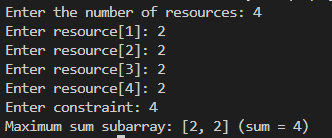 Enter the number of resources: 4
Enter resource[1]: 2
Enter resource[2]: 2
Enter resource[3]: 2
Enter resource[4]: 2
Enter constraint: 4
Maximum sum subarray: [2, 2] (sum = 4)